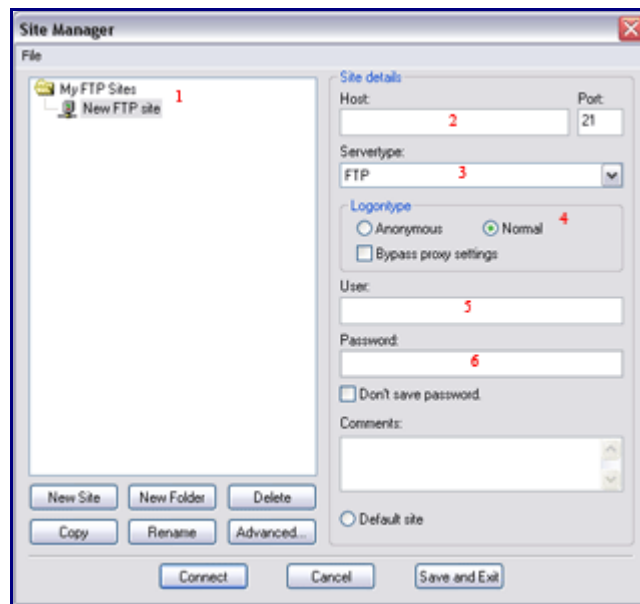 Site Manager
File
My FTP Sites
1
New FTP site
Site details
Host:
Port:
2
21
Servertype:
FTP
3
Logontype
Anonymous
Normal
4
Bypass proxy settings
User:
5
Password:
6
Don't save password.
Comments:
New Site
New Folder
Delete
Copy
Rename
Advanced...
Default site
Connect
Cancel
Save and Exit